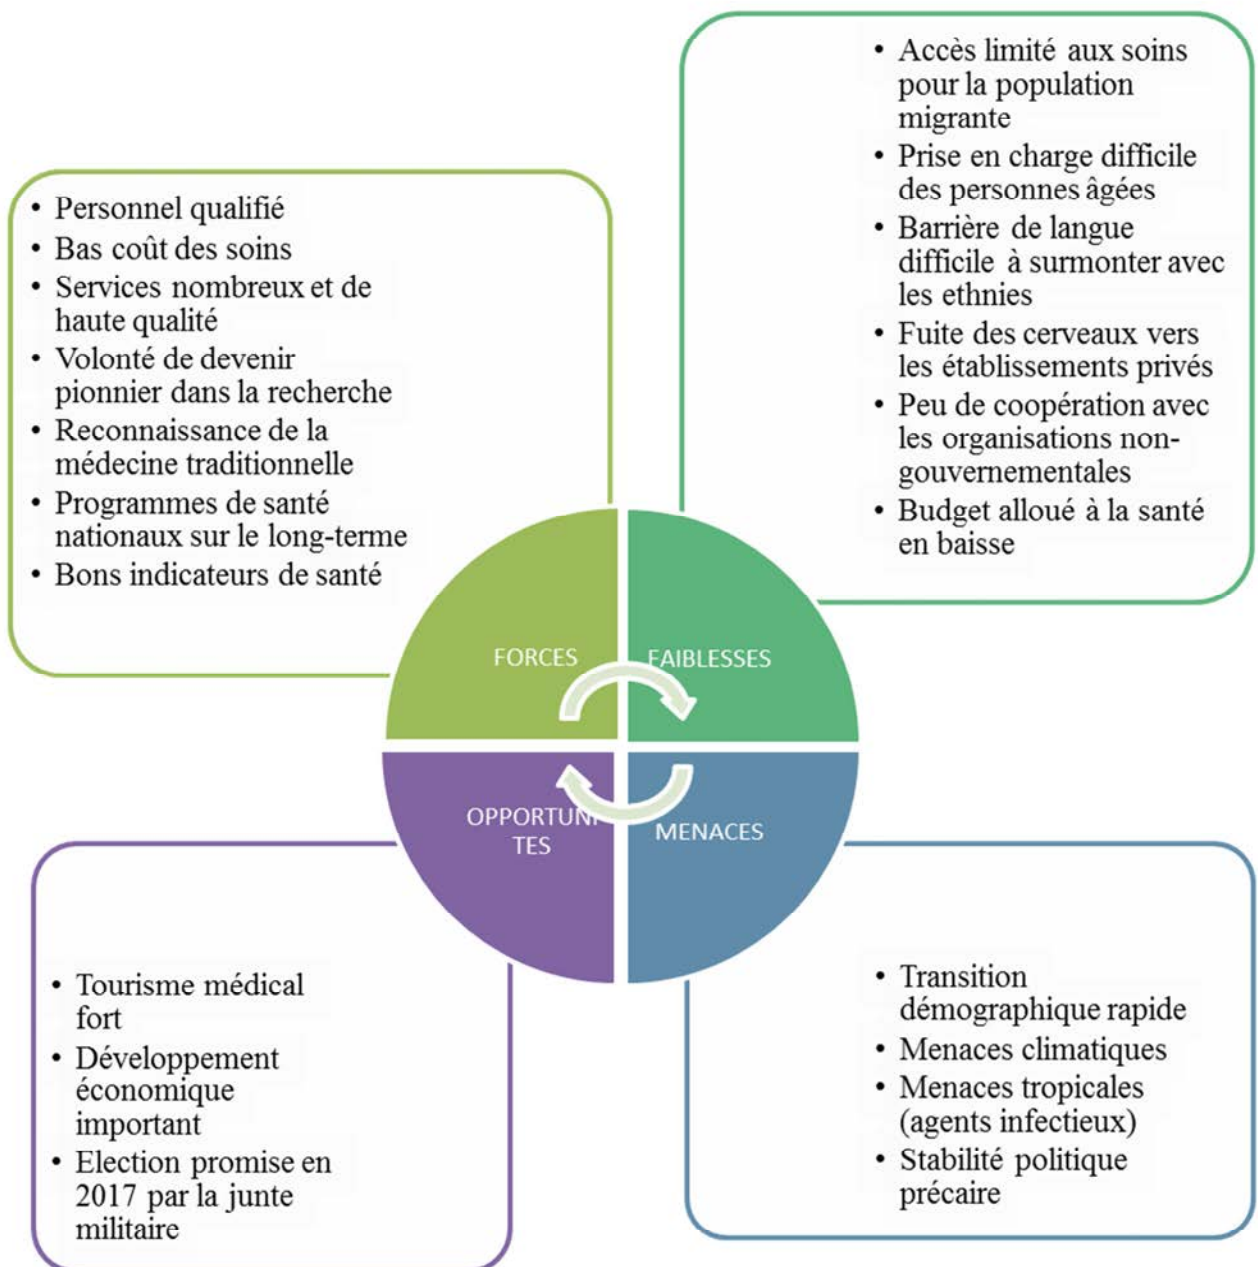 • Personnel qualifié
• Bas coût des soins
• Services nombreux et de
haute qualité
• Volonté de devenir
pionnier dans la recherche
• Reconnaissance de la
médecine traditionnelle
• Programmes de santé
nationaux sur le long-terme
• Bons indicateurs de santé
• Accès limité aux soins
pour la population
migrante
• Prise en charge difficile
des personnes âgées
• Barrière de langue
difficile à surmonter avec
les ethnies
• Fuite des cerveaux vers
les établissements privés
• Peu de coopération avec
les organisations non-
gouvernementales
• Budget alloué à la santé
en baisse
FORCES
FAIBLESSES
OPPORTUNI
TES
MENACES
• Tourisme médical
fort
• Développement
économique
important
• Election promise en
2017 par la junte
militaire
• Transition
démographique rapide
• Menaces climatiques
• Menaces tropicales
(agents infectieux)
• Stabilité politique
précaire